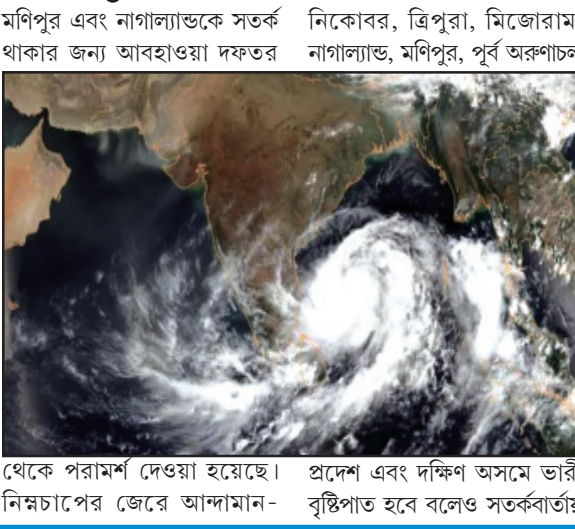 মণিপুর এবং নাগাল্যান্ডকে সতর্ক
থাকার জন্য আবহাওয়া দফতর
থেকে পরামর্শ দেওয়া হয়েছে।
নিম্নচাপের জেরে আন্দামান-
নিকোবর, ত্রিপুরা, মিজোরাম
নাগাল্যান্ড, মণিপুর, পূর্ব অরুণাচল
প্রদেশ এবং দক্ষিণ অসমে ভারী
বৃষ্টিপাত হবে বলেও সতর্কবার্তায়